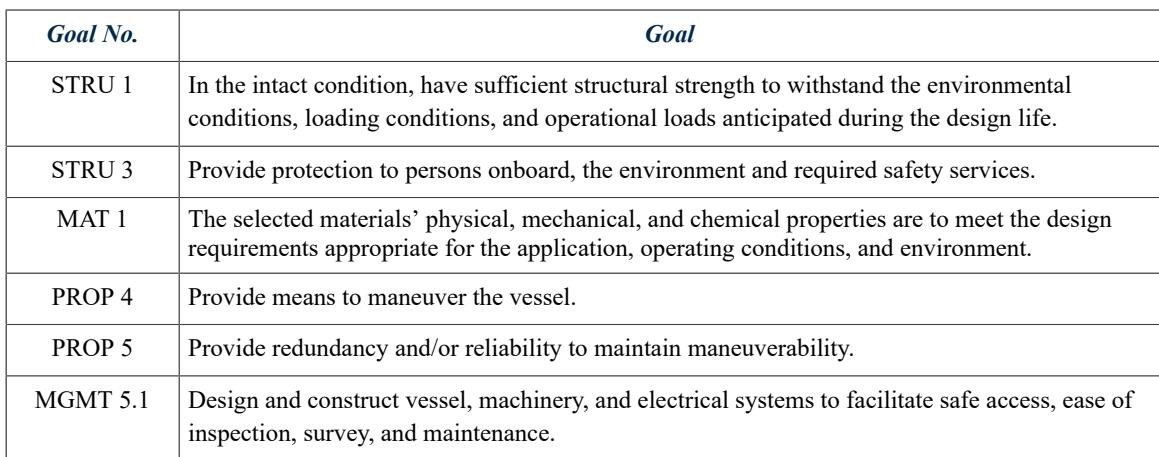 Goal No. Goal
STRU 1 In the intact condition, have sufficient structural strength to withstand the environmental
conditions, loading conditions, and operational loads anticipated during the design life.
STRU 3 Provide protection to persons onboard, the environment and required safety services.
MAT 1 The selected materials’ physical, mechanical, and chemical properties are to meet the design
requirements appropriate for the application, operating conditions, and environment.
PROP 4 Provide means to maneuver the vessel.
PROP 5 Provide redundancy and/or reliability to maintain maneuverability.
MGMT 5.1 Design and construct vessel, machinery, and electrical systems to facilitate safe access, ease of
inspection, survey, and maintenance.